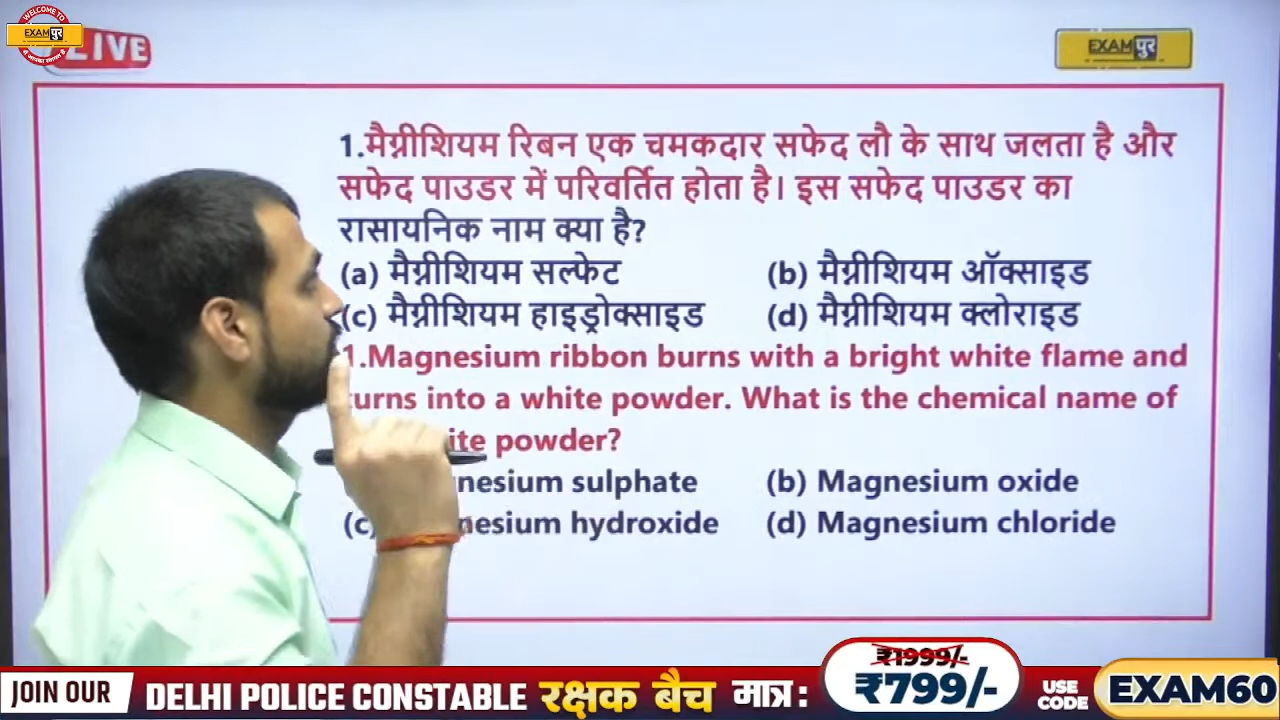 WELCOME TO
EXAMपुर
LIVE
EXAMपुर
1.मैग्नीशियम रिबन एक चमकदार सफेद लौ के साथ जलता है और
सफेद पाउडर में परिवर्तित होता है। इस सफेद पाउडर का
रासायनिक नाम क्या है?
(a) मैग्नीशियम सल्फेट (b) मैग्नीशियम ऑक्साइड
(c) मैग्नीशियम हाइड्रोक्साइड (d) मैग्नीशियम क्लोराइड
1.Magnesium ribbon burns with a bright white flame and
turns into a white powder. What is the chemical name of
ite powder?
nesium sulphate (b) Magnesium oxide
(c) nesium hydroxide (d) Magnesium chloride
JOIN OUR DELHI POLICE CONSTABLE रक्षक बैच मात्र: ₹1999/- ₹799/- USE CODE EXAM60